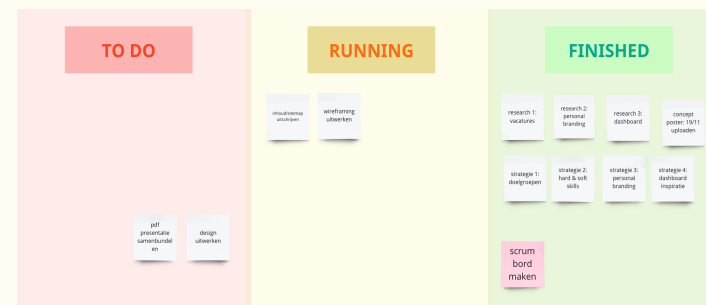 TO DO
RUNNING
FINISHED
inhoud/sitemap
uitschrijven
wireframing
uitwerken
research 1:
vacatures
research 2:
personal
branding
research 3:
dashboard
concept
poster: 19/11
uploaden
strategie 1:
doelgroepen
strategie 2:
hard & soft
skills
strategie 3:
personal
branding
strategie 4:
dashboard
inspiratie
pdf
presentatie
samenbundel
en
design
uitwerken
scrum
bord
maken